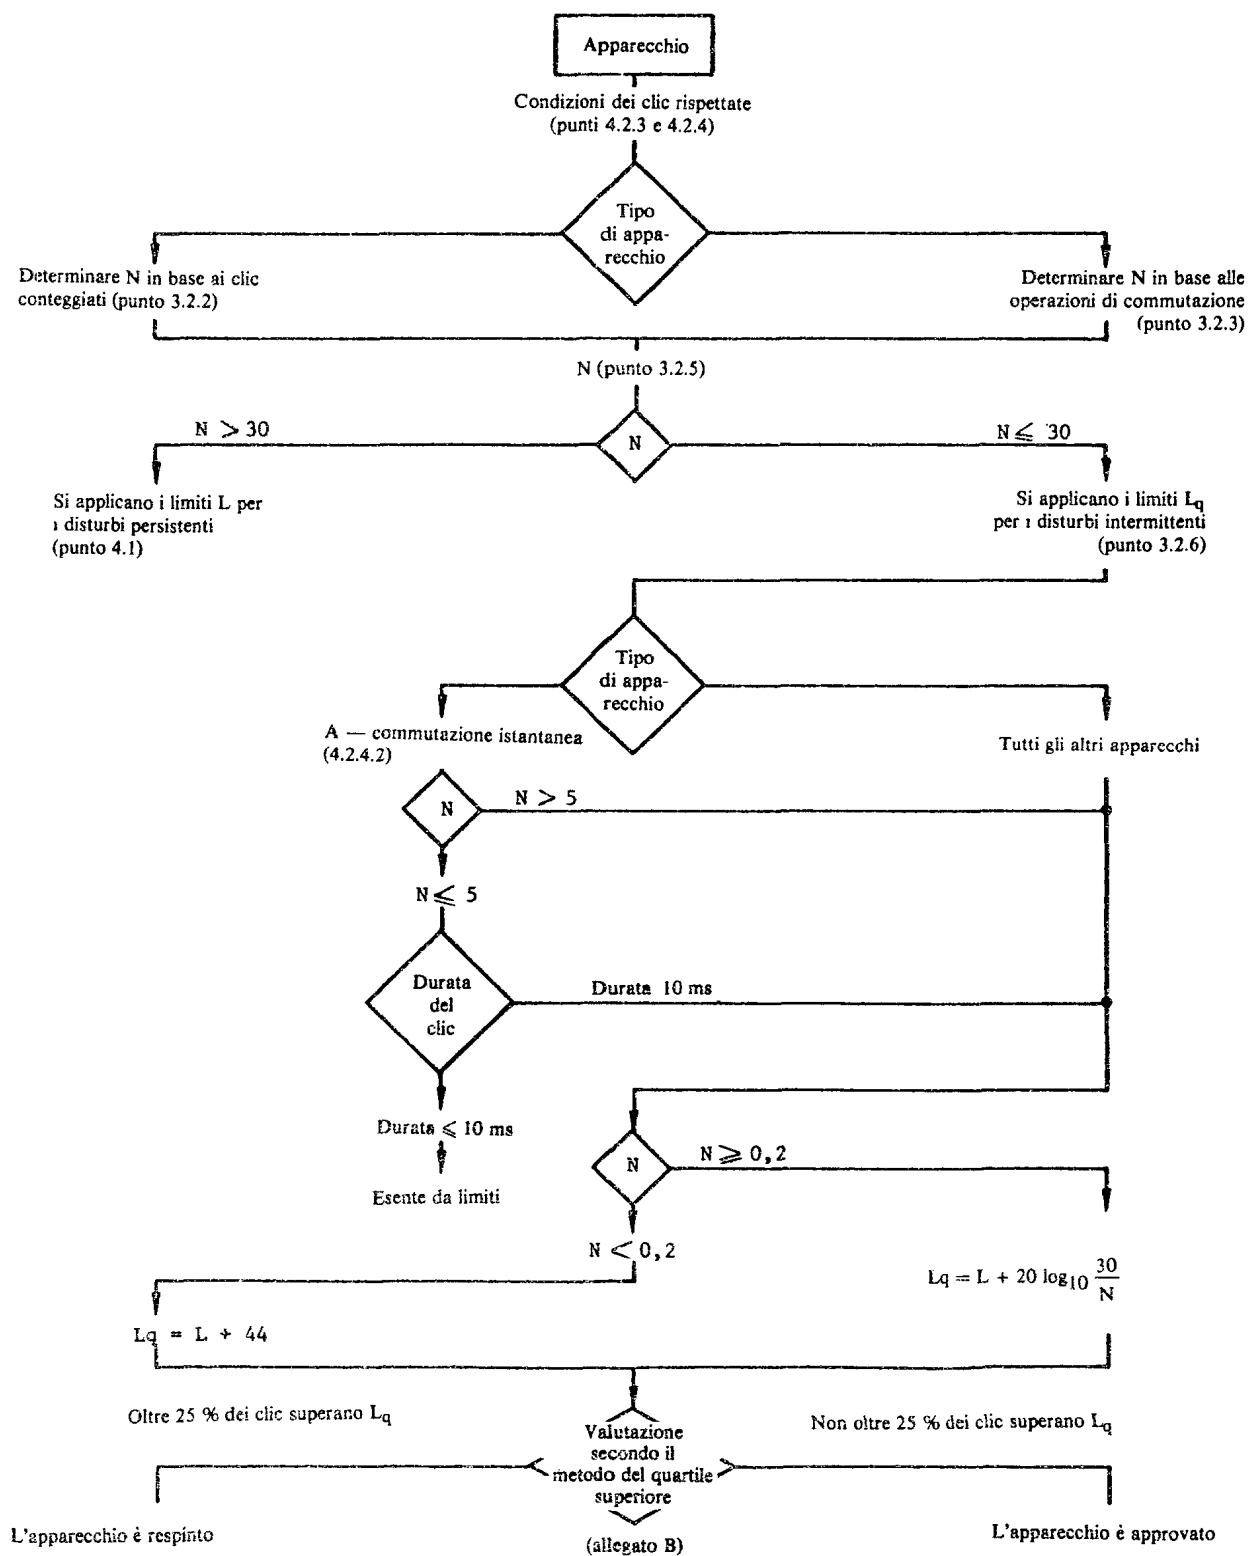 Apparecchio
Condizioni dei clic rispettate
(punti 4.2.3 e 4.2.4)
Tipo
di appa-
recchio
Determinare N in base ai clic
conteggiati (punto 3.2.2)
Determinare N in base alle
operazioni di commutazione
(punto 3.2.3)
N (punto 3.2.5)
N > 30
N
N ⩽ 30
Si applicano i limiti L per
i disturbi persistenti
(punto 4.1)
Si applicano i limiti Lq
per i disturbi intermittenti
(punto 3.2.6)
Tipo
di appa-
recchio
A — commutazione istantanea
(4.2.4.2)
Tutti gli altri apparecchi
N
N > 5
N ⩽ 5
Durata
del
clic
Durata 10 ms
Durata ⩽ 10 ms
Esente da limiti
N
N ⩾ 0,2
N < 0,2
Lq = L + 20 log10 30/N
Lq = L + 44
Oltre 25 % dei clic superano Lq
Non oltre 25 % dei clic superano Lq
Valutazione
secondo il
metodo del quartile
superiore
(allegato B)
L'apparecchio è respinto
L'apparecchio è approvato